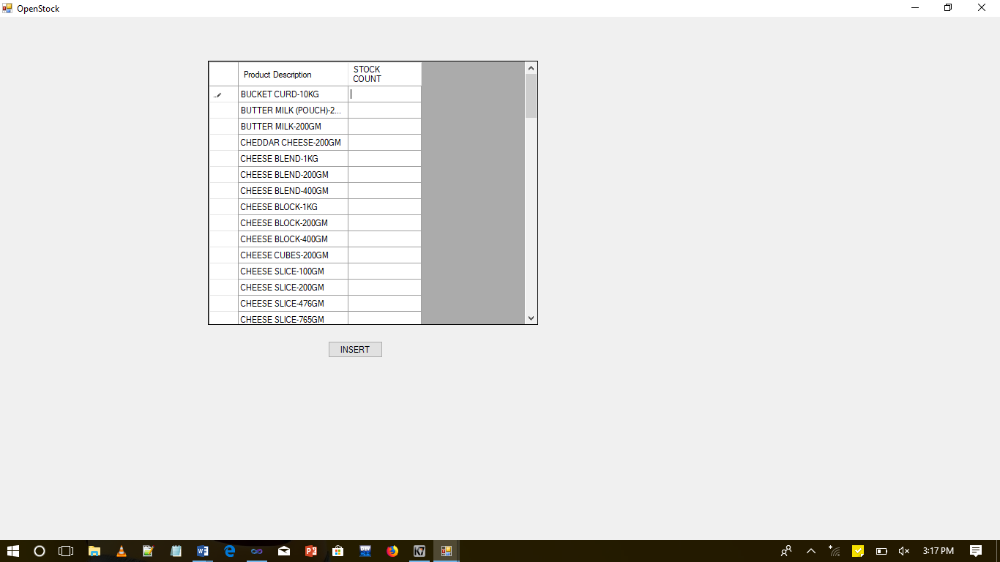 OpenStock
Product Description
STOCK
COUNT
BUCKET CURD-10KG
BUTTER MILK (POUCH)-2...
BUTTER MILK-200GM
CHEDDAR CHEESE-200GM
CHEESE BLEND-1KG
CHEESE BLEND-200GM
CHEESE BLEND-400GM
CHEESE BLOCK-1KG
CHEESE BLOCK-200GM
CHEESE BLOCK-400GM
CHEESE CUBES-200GM
CHEESE SLICE-100GM
CHEESE SLICE-200GM
CHEESE SLICE-476GM
CHEESE SLICE-765GM
INSERT
3:17 PM